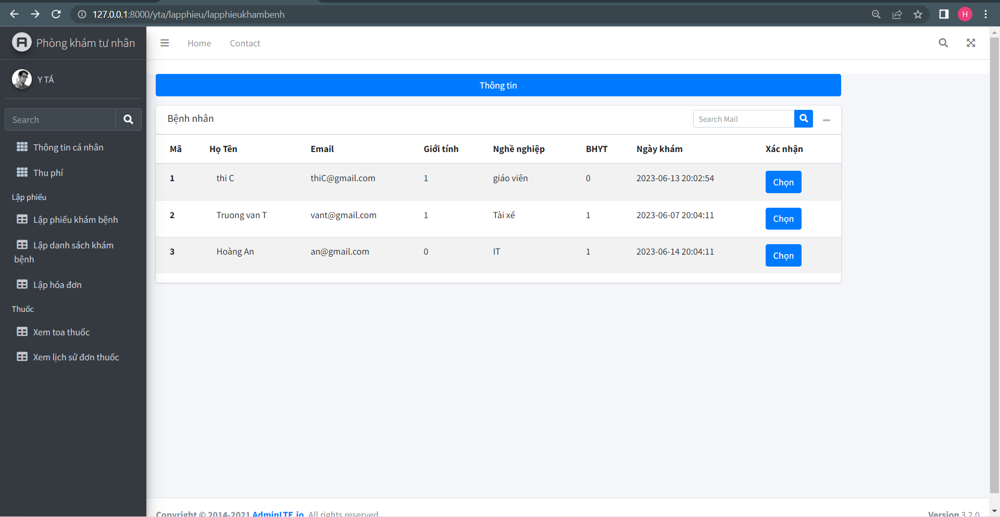 127.0.0.1:8000/yta/lapphieu/lapphieukhambenh
H
Phòng khám tư nhân
Home
Contact
Y TÁ
Search
Thông tin cá nhân
Thu phí
Lập phiếu
Lập phiếu khám bệnh
Lập danh sách khám
bệnh
Lập hóa đơn
Thuốc
Xem toa thuốc
Xem lịch sử đơn thuốc
Thông tin
Bệnh nhân
Search Mail
Mã Họ Tên Email Giới tính Nghề nghiệp BHYT Ngày khám Xác nhận
1 thi C thiC@gmail.com 1 giáo viên 0 2023-06-13 20:02:54 Chọn
2 Truong van T vant@gmail.com 1 Tài xế 1 2023-06-07 20:04:11 Chọn
3 Hoàng An an@gmail.com 0 IT 1 2023-06-14 20:04:11 Chọn
Copyright © 2014-2021 AdminLTE.io. All rights reserved.
Version 3.2.0